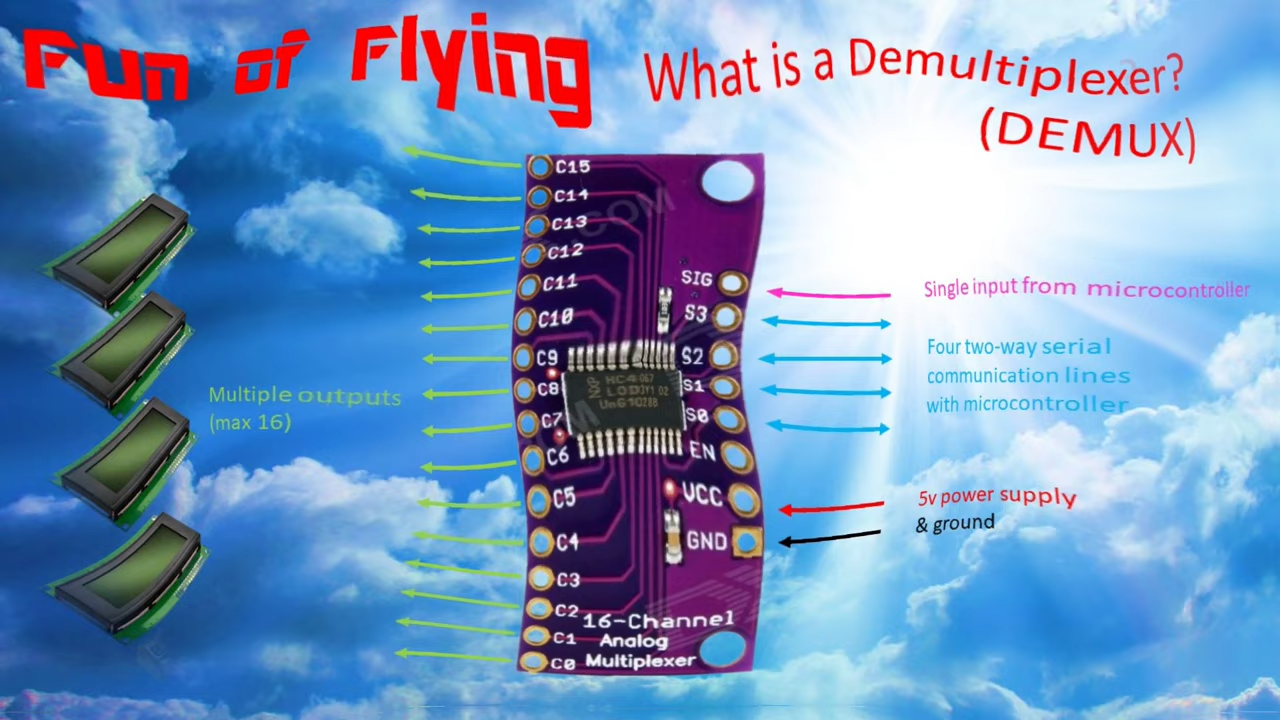 Fun of Flying
What is a Demultiplexer?
(DEMUX)
C15
C14
C13
C12
C11
C10
C9
C8
C7
C6
C5
C4
C3
C2
C1
C0
SIG
S3
S2
S1
S0
EN
VCC
GND
NXP
HC4067
16-Channel
Analog
Multiplexer
Multiple outputs
(max 16)
Single input from microcontroller
Four two-way serial
communication lines
with microcontroller
5v power supply
& ground